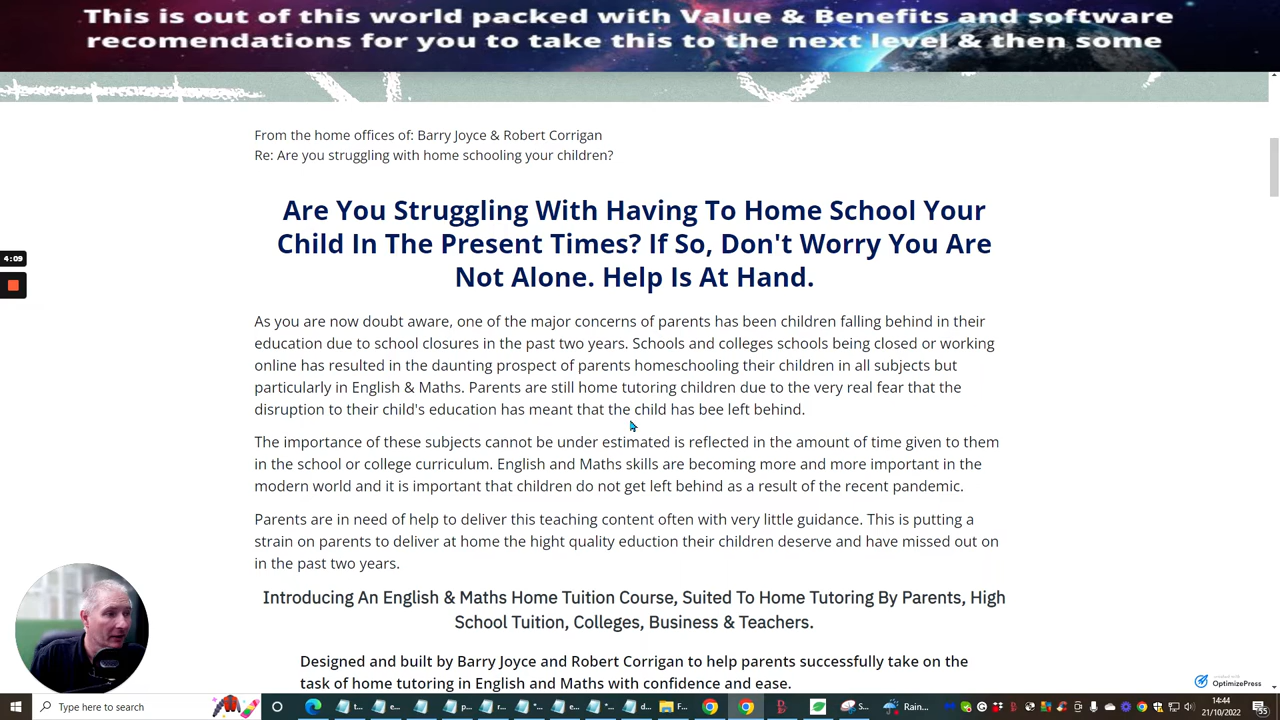 This is out of this world packed with Value & Benefits and software
recomendations for you to take this to the next level & then some
From the home offices of: Barry Joyce & Robert Corrigan
Re: Are you struggling with home schooling your children?
Are You Struggling With Having To Home School Your
Child In The Present Times? If So, Don't Worry You Are
Not Alone. Help Is At Hand.
As you are now doubt aware, one of the major concerns of parents has been children falling behind in their
education due to school closures in the past two years. Schools and colleges schools being closed or working
online has resulted in the daunting prospect of parents homeschooling their children in all subjects but
particularly in English & Maths. Parents are still home tutoring children due to the very real fear that the
disruption to their child's education has meant that the child has bee left behind.
The importance of these subjects cannot be under estimated is reflected in the amount of time given to them
in the school or college curriculum. English and Maths skills are becoming more and more important in the
modern world and it is important that children do not get left behind as a result of the recent pandemic.
Parents are in need of help to deliver this teaching content often with very little guidance. This is putting a
strain on parents to deliver at home the hight quality eduction their children deserve and have missed out on
in the past two years.
Introducing An English & Maths Home Tuition Course, Suited To Home Tutoring By Parents, High
School Tuition, Colleges, Business & Teachers.
Designed and built by Barry Joyce and Robert Corrigan to help parents successfully take on the
task of home tutoring in English and Maths with confidence and ease.
4:09
OptimizePress
Type here to search
t...
e...
*...
p...
r...
*...
e...
*...
d...
F...
S...
Rain...
14:44
21/10/2022
55